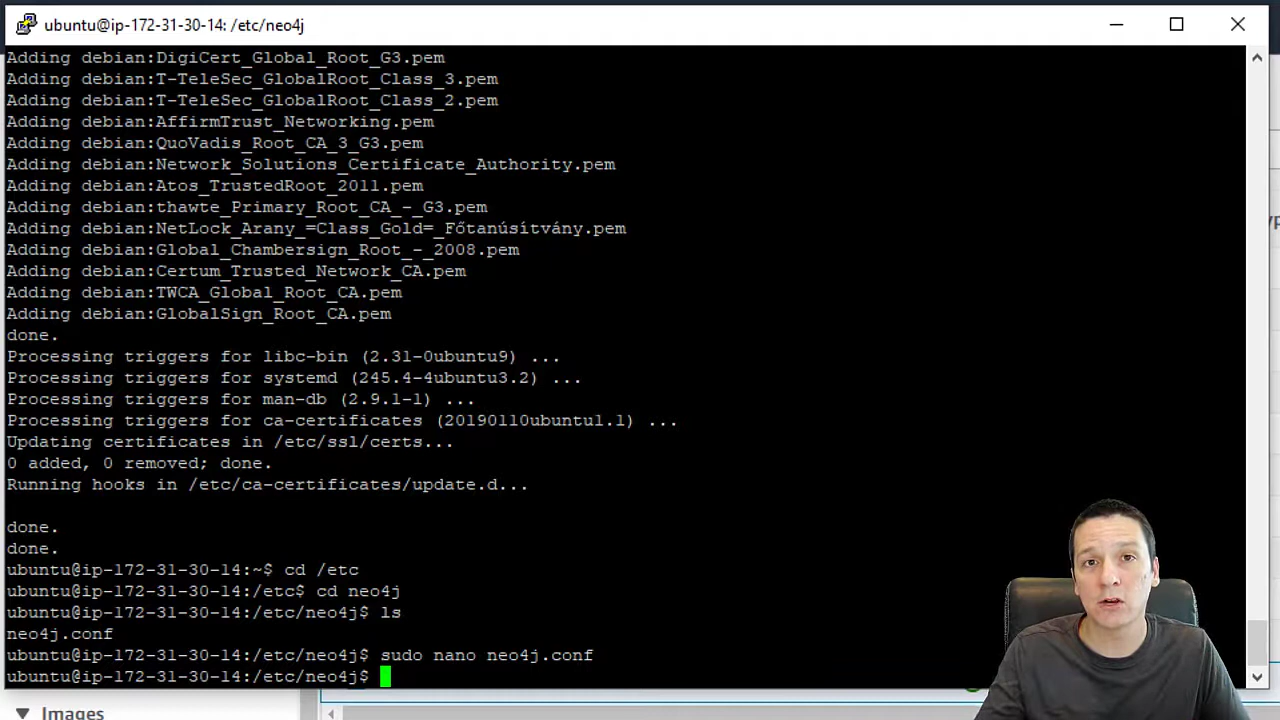 ubuntu@ip-172-31-30-14: /etc/neo4j
Adding debian:DigiCert_Global_Root_G3.pem
Adding debian:T-TeleSec_GlobalRoot_Class_3.pem
Adding debian:T-TeleSec_GlobalRoot_Class_2.pem
Adding debian:AffirmTrust_Networking.pem
Adding debian:QuoVadis_Root_CA_3_G3.pem
Adding debian:Network_Solutions_Certificate_Authority.pem
Adding debian:Atos_TrustedRoot_2011.pem
Adding debian:thawte_Primary_Root_CA_-_G3.pem
Adding debian:NetLock_Arany_=Class_Gold=_Főtanúsítvány.pem
Adding debian:Global_Chambersign_Root_-_2008.pem
Adding debian:Certum_Trusted_Network_CA.pem
Adding debian:TWCA_Global_Root_CA.pem
Adding debian:GlobalSign_Root_CA.pem
done.
Processing triggers for libc-bin (2.31-0ubuntu9) ...
Processing triggers for systemd (245.4-4ubuntu3.2) ...
Processing triggers for man-db (2.9.1-1) ...
Processing triggers for ca-certificates (20190110ubuntu1.1) ...
Updating certificates in /etc/ssl/certs...
0 added, 0 removed; done.
Running hooks in /etc/ca-certificates/update.d...
done.
done.
ubuntu@ip-172-31-30-14:~$ cd /etc
ubuntu@ip-172-31-30-14:/etc$ cd neo4j
ubuntu@ip-172-31-30-14:/etc/neo4j$ ls
neo4j.conf
ubuntu@ip-172-31-30-14:/etc/neo4j$ sudo nano neo4j.conf
ubuntu@ip-172-31-30-14:/etc/neo4j$
Images